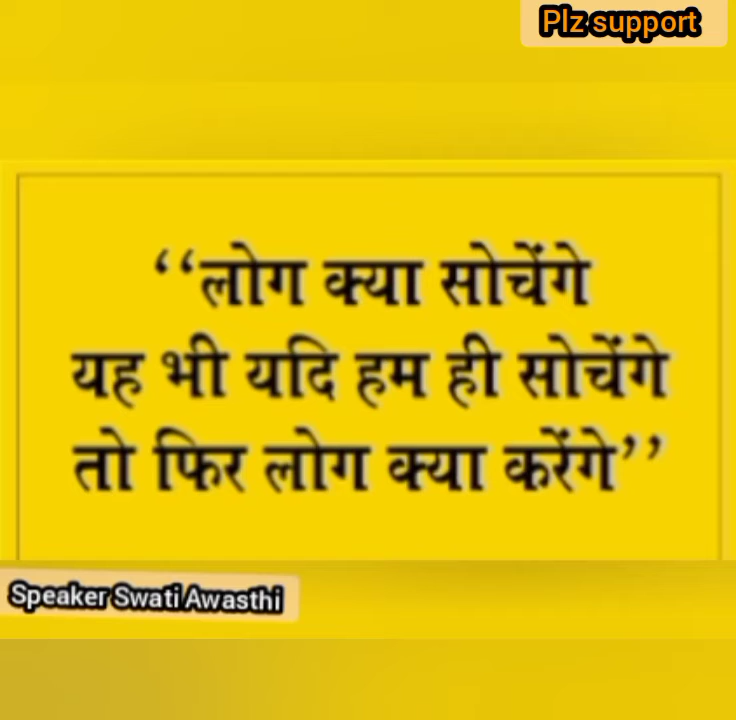 Plz support
‘‘लोग क्या सोचेंगे
यह भी यदि हम ही सोचेंगे
तो फिर लोग क्या करेंगे’’
Speaker Swati Awasthi